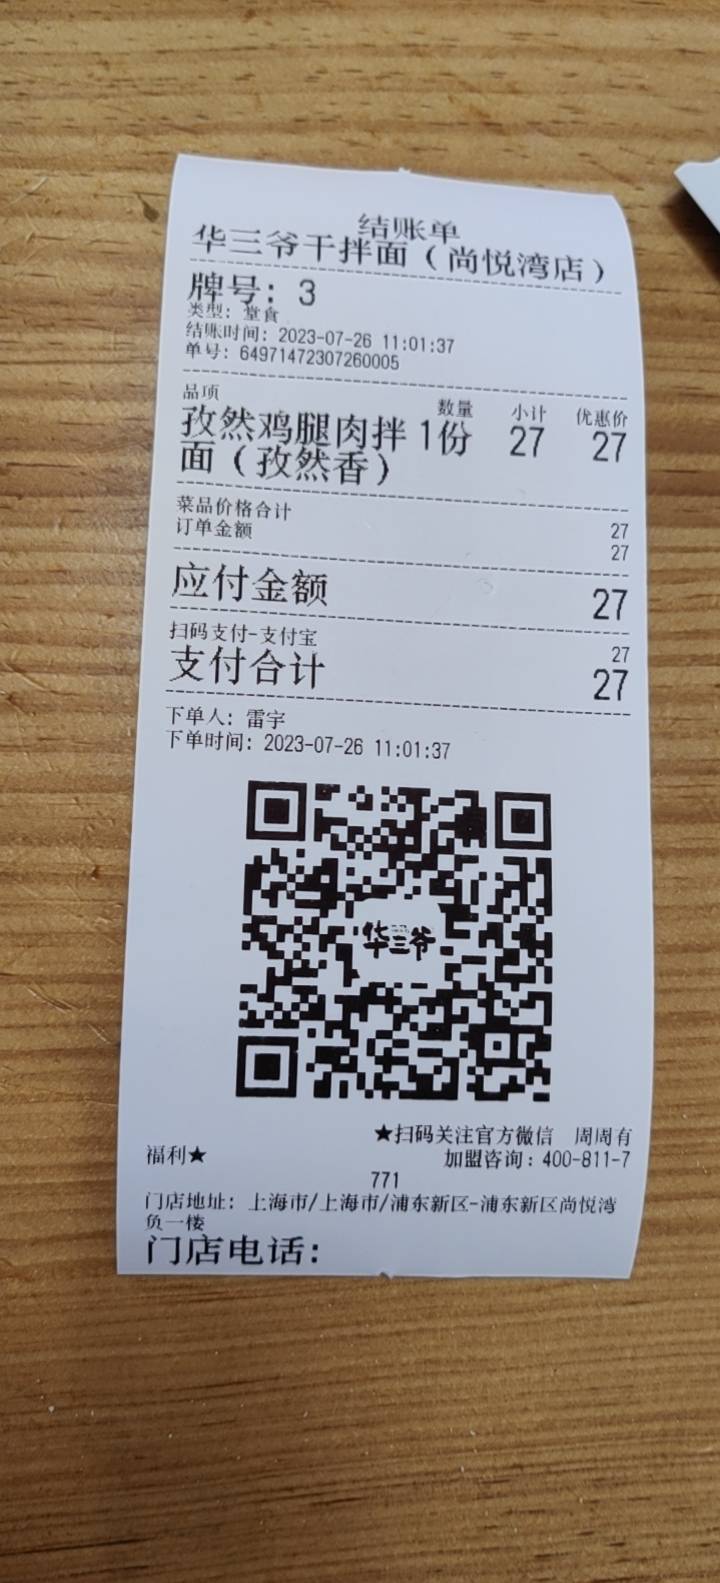 结账单
华三爷干拌面（尚悦湾店）
牌号：3
类型：堂食
结账时间：2023-07-26 11:01:37
单号：64971472307260005
品项 数量 小计 优惠价
孜然鸡腿肉拌 1份 27 27
面（孜然香）
菜品价格合计 27
订单金额 27
应付金额 27
扫码支付-支付宝 27
支付合计 27
下单人：雷宇
下单时间：2023-07-26 11:01:37
华三爷
★扫码关注官方微信 周周有
福利★ 加盟咨询：400-811-7
771
门店地址：上海市/上海市/浦东新区-浦东新区尚悦湾
负一楼
门店电话：